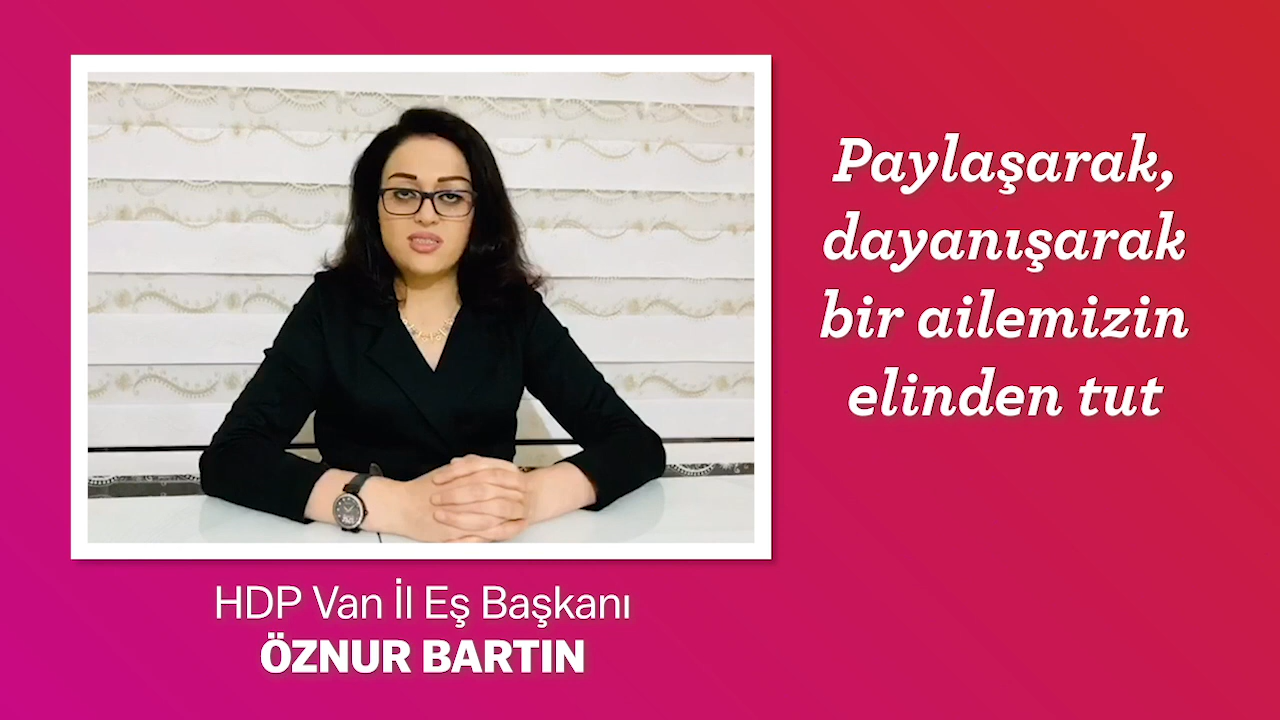 Paylaşarak,
dayanışarak
bir ailemizin
elinden tut
HDP Van İl Eş Başkanı
ÖZNUR BARTIN